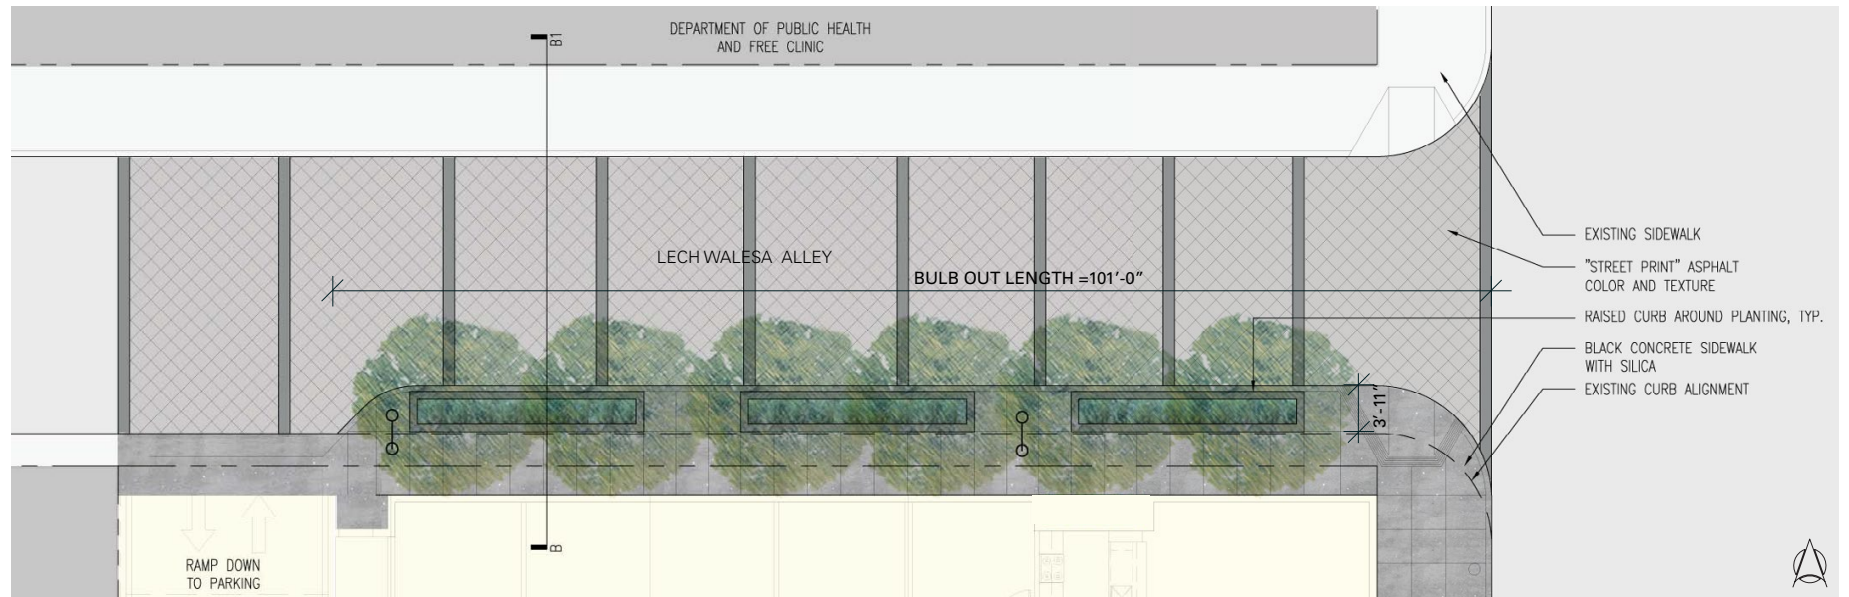 DEPARTMENT OF PUBLIC HEALTH
AND FREE CLINIC
B1
LECH WALESA ALLEY
BULB OUT LENGTH =101'-0"
EXISTING SIDEWALK
"STREET PRINT" ASPHALT
COLOR AND TEXTURE
RAISED CURB AROUND PLANTING, TYP.
BLACK CONCRETE SIDEWALK
WITH SILICA
EXISTING CURB ALIGNMENT
3'-11"
B
RAMP DOWN
TO PARKING